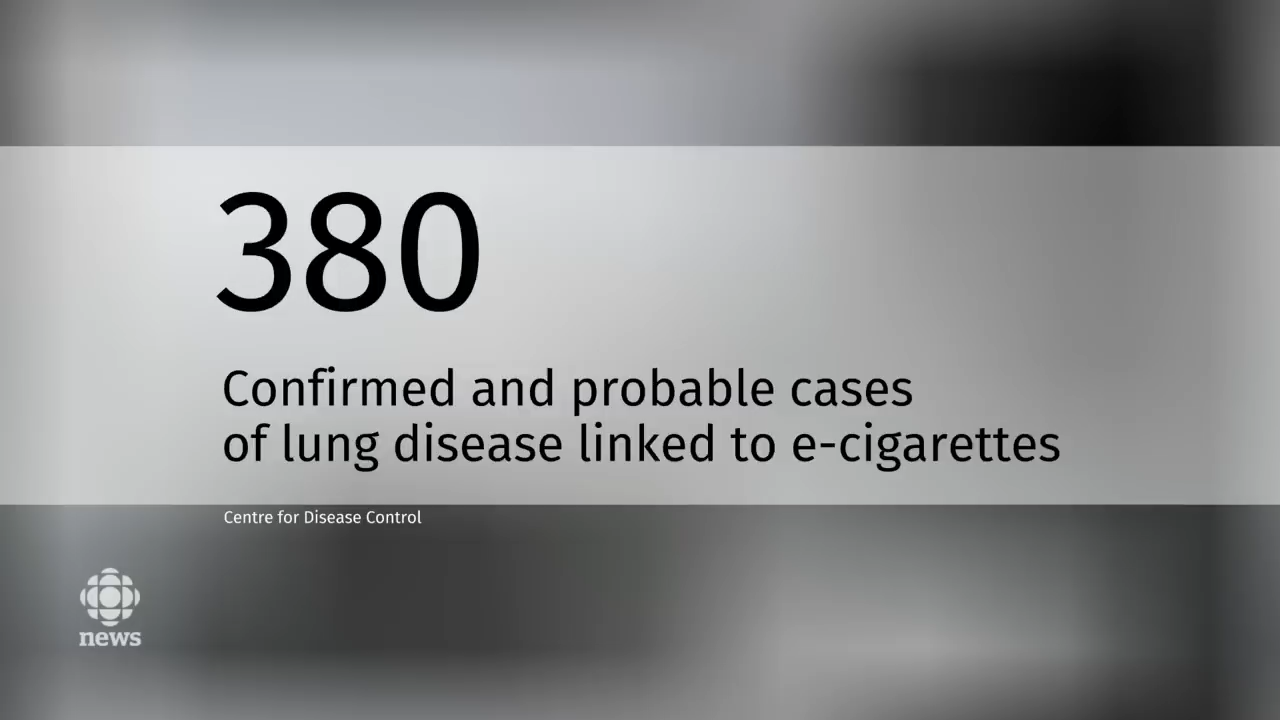 380
Confirmed and probable cases
of lung disease linked to e-cigarettes
Centre for Disease Control
news